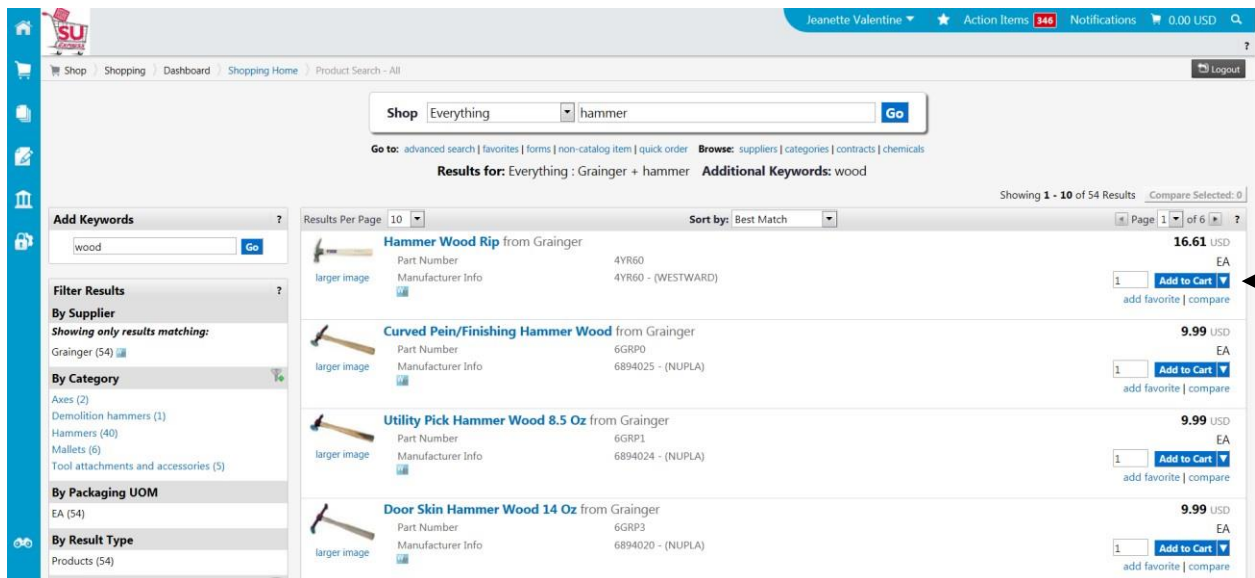 Jeanette Valentine ▼ ★ Action Items 346 Notifications 0.00 USD
SU
?
Shop Shopping Dashboard Shopping Home Product Search - All Logout
Shop Everything hammer Go
Go to: advanced search | favorites | forms | non-catalog item | quick order Browse: suppliers | categories | contracts | chemicals
Results for: Everything : Grainger + hammer Additional Keywords: wood
Showing 1 - 10 of 54 Results Compare Selected: 0
Add Keywords ?
wood Go
Filter Results ?
By Supplier
Showing only results matching:
Grainger (54)
By Category
Axes (2)
Demolition hammers (1)
Hammers (40)
Mallets (6)
Tool attachments and accessories (5)
By Packaging UOM
EA (54)
By Result Type
Products (54)
Results Per Page 10 Sort by: Best Match Page 1 of 6 ?
Hammer Wood Rip from Grainger 16.61 USD
Part Number 4YR60 EA
larger image Manufacturer Info 4YR60 - (WESTWARD) 1 Add to Cart
add favorite | compare
Curved Pein/Finishing Hammer Wood from Grainger 9.99 USD
Part Number 6GRP0 EA
larger image Manufacturer Info 6894025 - (NUPLA) 1 Add to Cart
add favorite | compare
Utility Pick Hammer Wood 8.5 Oz from Grainger 9.99 USD
Part Number 6GRP1 EA
larger image Manufacturer Info 6894024 - (NUPLA) 1 Add to Cart
add favorite | compare
Door Skin Hammer Wood 14 Oz from Grainger 9.99 USD
Part Number 6GRP3 EA
larger image Manufacturer Info 6894020 - (NUPLA) 1 Add to Cart
add favorite | compare